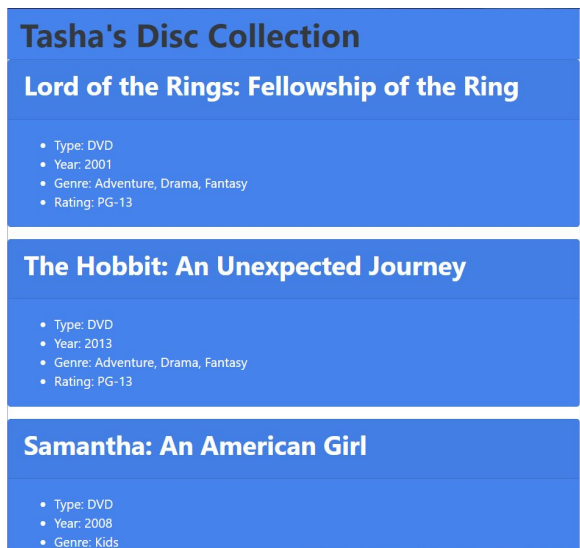 Tasha's Disc Collection
Lord of the Rings: Fellowship of the Ring
Type: DVD
Year: 2001
Genre: Adventure, Drama, Fantasy
Rating: PG-13
The Hobbit: An Unexpected Journey
Type: DVD
Year: 2013
Genre: Adventure, Drama, Fantasy
Rating: PG-13
Samantha: An American Girl
Type: DVD
Year: 2008
Genre: Kids